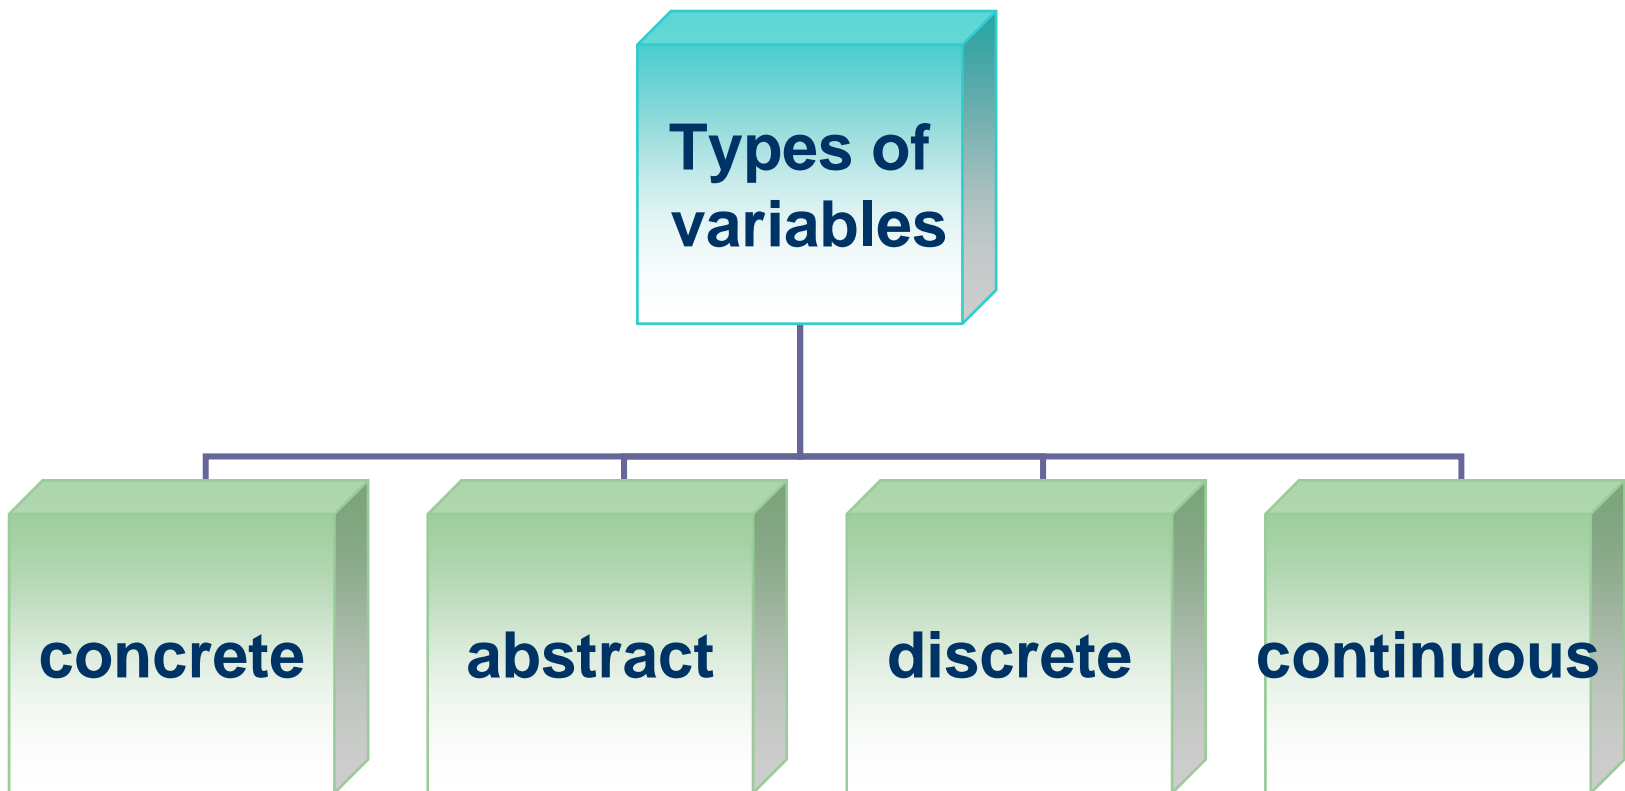 Types of
variables
concrete
abstract
discrete
continuous